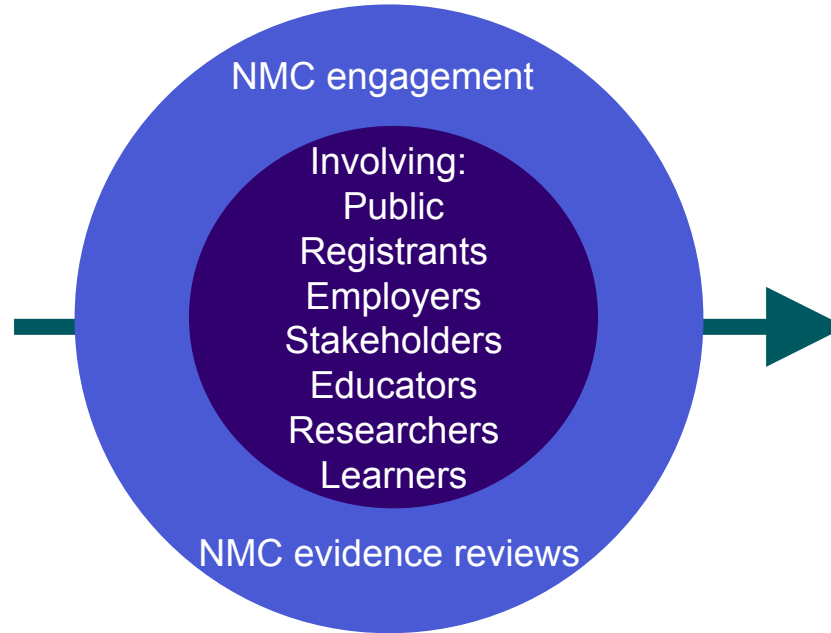 NMC engagement
Involving:
Public
Registrants
Employers
Stakeholders
Educators
Researchers
Learners
NMC evidence reviews